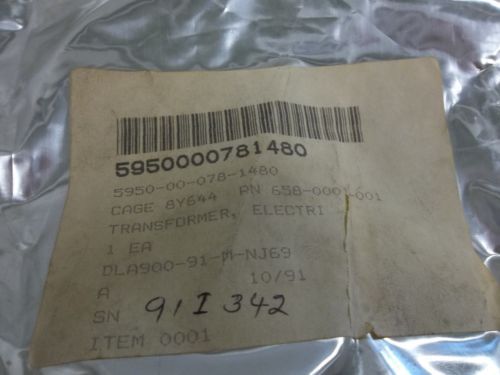 5950000781480
5950-00-078-1480
CAGE 8Y644 PN 658-0001-001
TRANSFORMER, ELECTRI
1 EA
DLA900-91-M-NJ69
A 10/91
SN 91I342
ITEM 0001